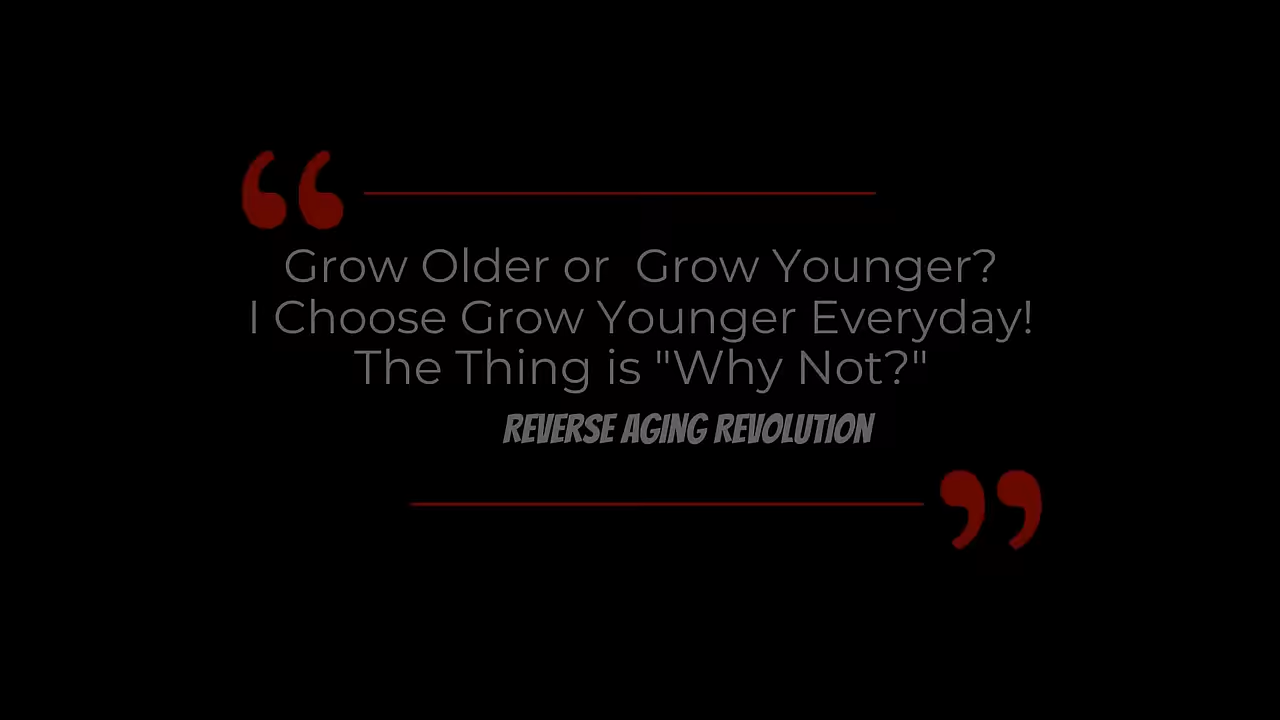 Grow Older or  Grow Younger?
I Choose Grow Younger Everyday!
The Thing is "Why Not?"
REVERSE AGING REVOLUTION